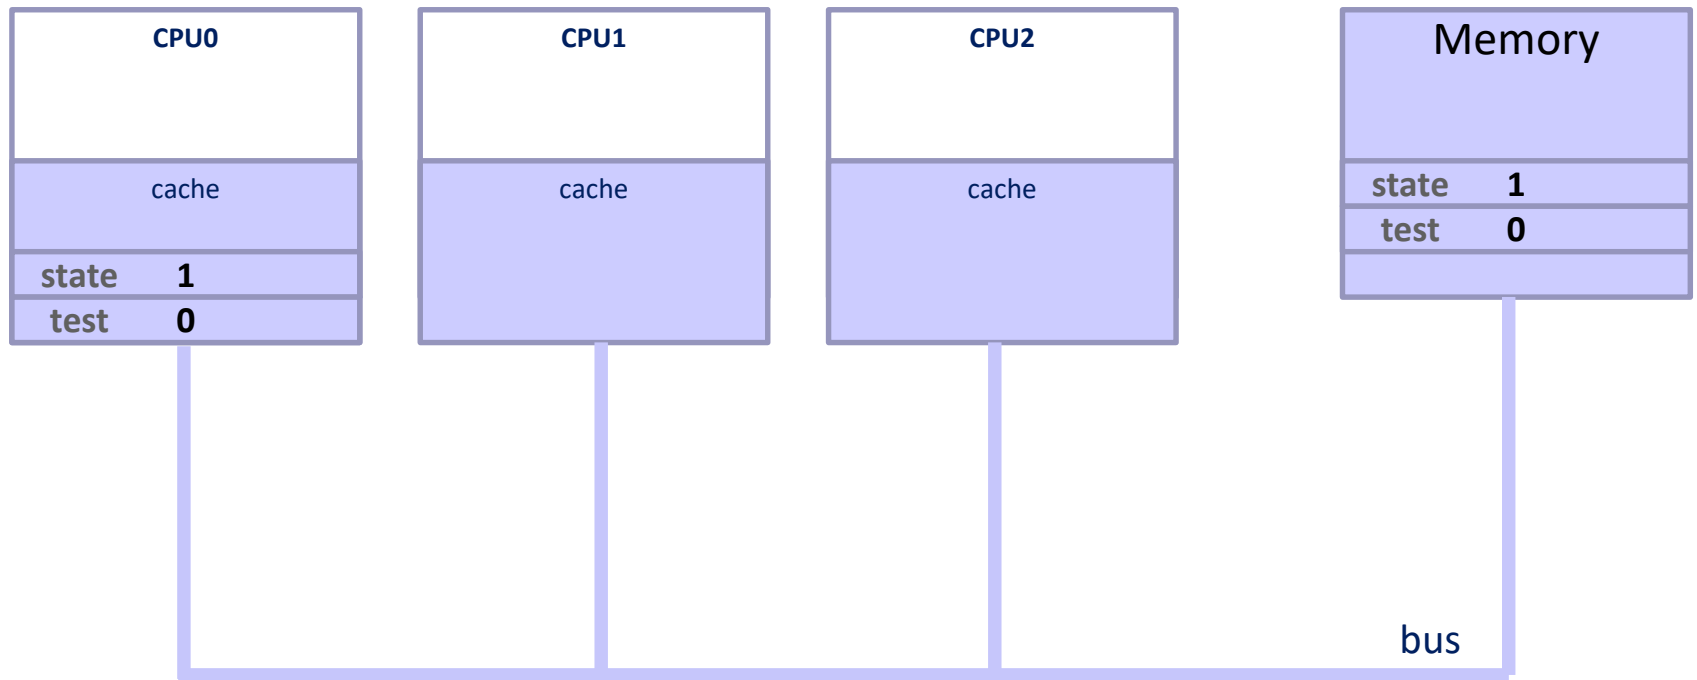 CPU0
cache
state 1
test 0
CPU1
cache
CPU2
cache
Memory
state 1
test 0
bus